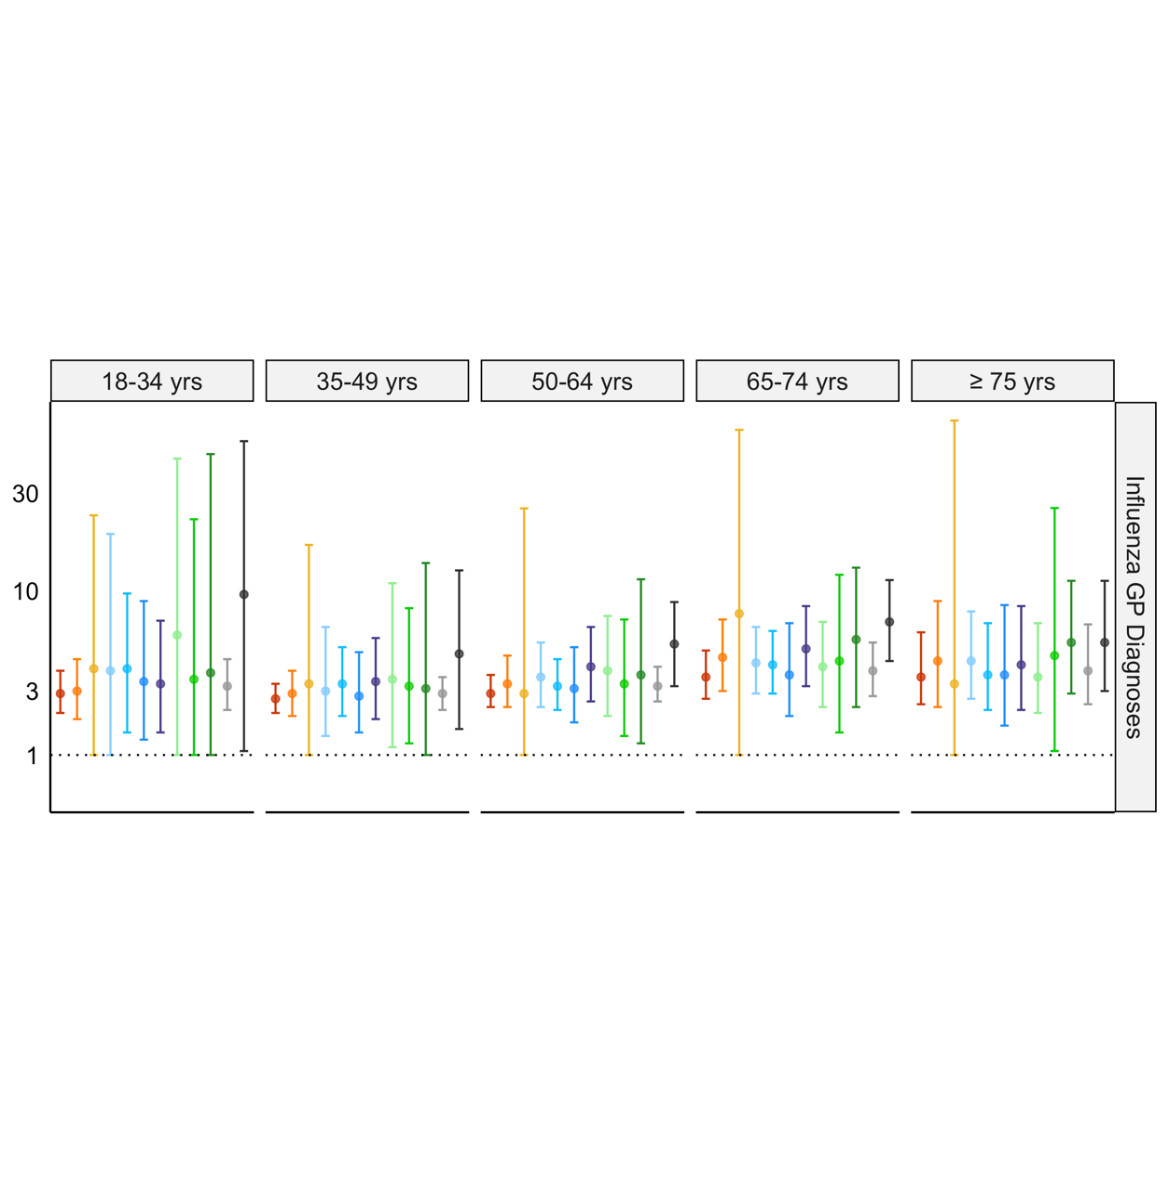 18-34 yrs
35-49 yrs
50-64 yrs
65-74 yrs
≥ 75 yrs
30
10
3
1
Influenza GP Diagnoses